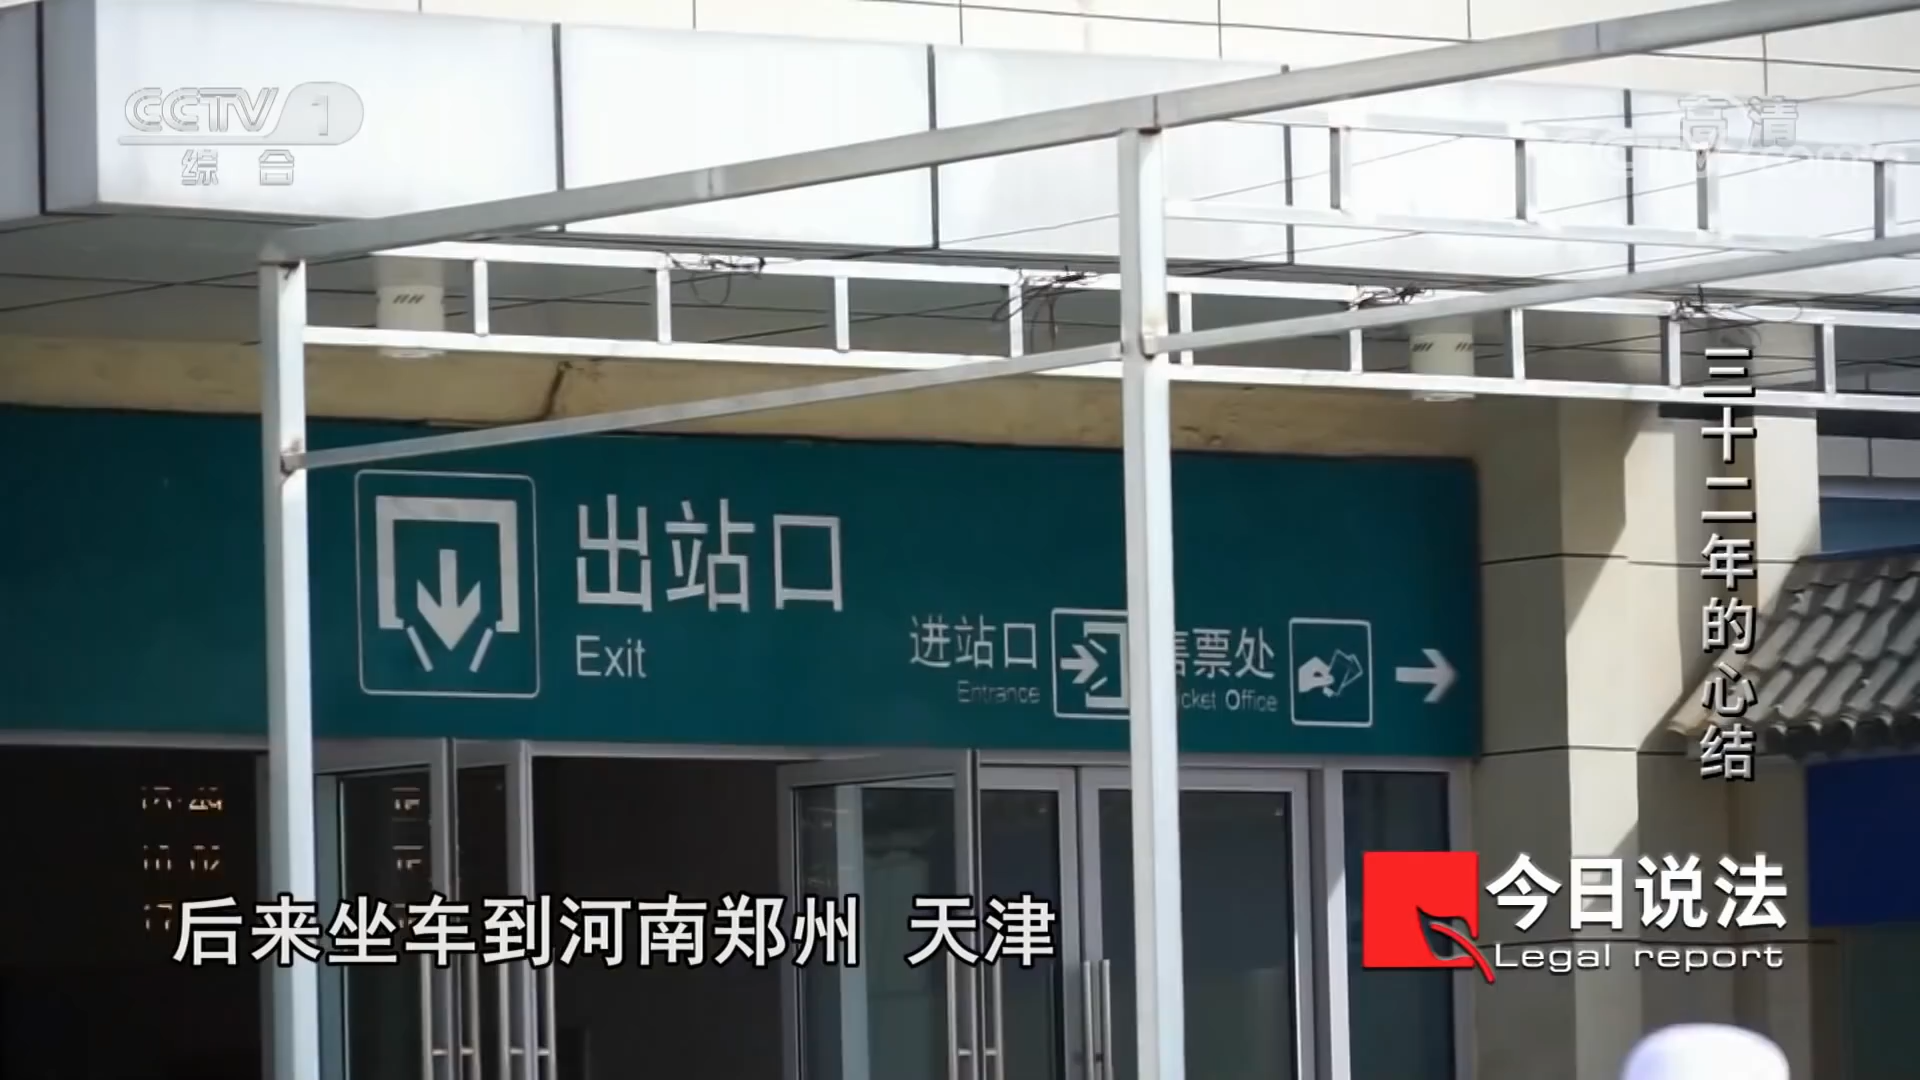 CCTV 1
综合
高清
三十二年的心结
出站口
Exit
进站口
Entrance
票处
Office
后来坐车到河南郑州 天津
今日说法
Legal report